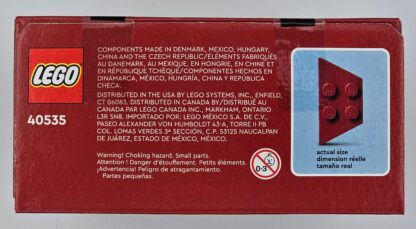 LEGO
40535
COMPONENTS MADE IN DENMARK, MEXICO, HUNGARY,
CHINA AND THE CZECH REPUBLIC/ELÉMENTS FABRIQUÉS
AU DANEMARK, AU MEXIQUE, EN HONGRIE, EN CHINE ET
EN RÉPUBLIQUE TCHÈQUE/COMPONENTES HECHOS EN
DINAMARCA, MÉXICO, HUNGRÍA, CHINA Y REPÚBLICA
CHECA.
DISTRIBUTED IN THE USA BY LEGO SYSTEMS, INC., ENFIELD,
CT 06083. DISTRIBUTED IN CANADA BY/DISTRIBUÉ AU
CANADA PAR LEGO CANADA INC., MARKHAM, ONTARIO
L3R 5N8. IMPORTADO POR: LEGO MÉXICO S.A. DE C.V.,
PASEO ALEXANDER VON HUMBOLDT 43-A, TORRE II PB
COL. LOMAS VERDES 3ª SECCIÓN, C.P. 53125 NAUCALPAN
DE JUÁREZ, ESTADO DE MÉXICO, MÉXICO.
Warning! Choking hazard. Small parts.
Attention ! Danger d'étouffement. Petits éléments.
¡Advertencia! Peligro de atragantamiento.
Partes pequeñas.
0-3
actual size
dimension réelle
tamaño real